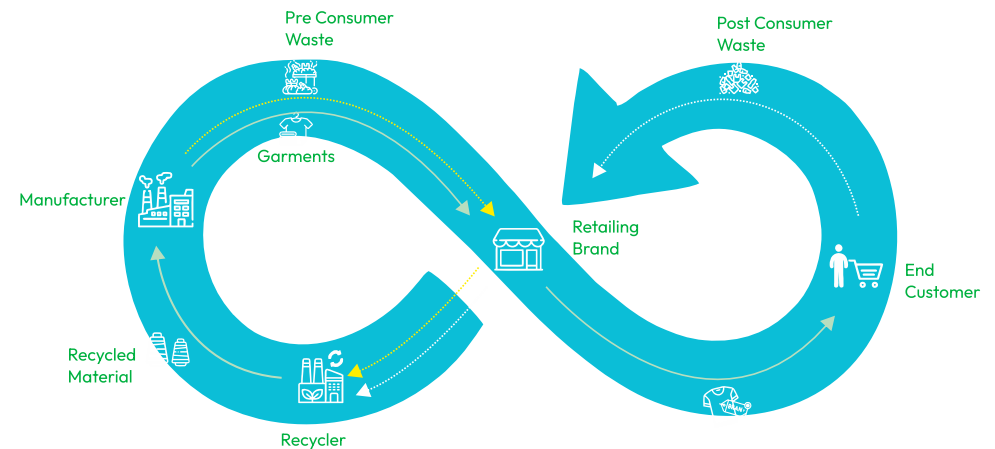 Pre Consumer
Waste
Post Consumer
Waste
Garments
Manufacturer
Retailing
Brand
End
Customer
Recycled
Material
Recycler